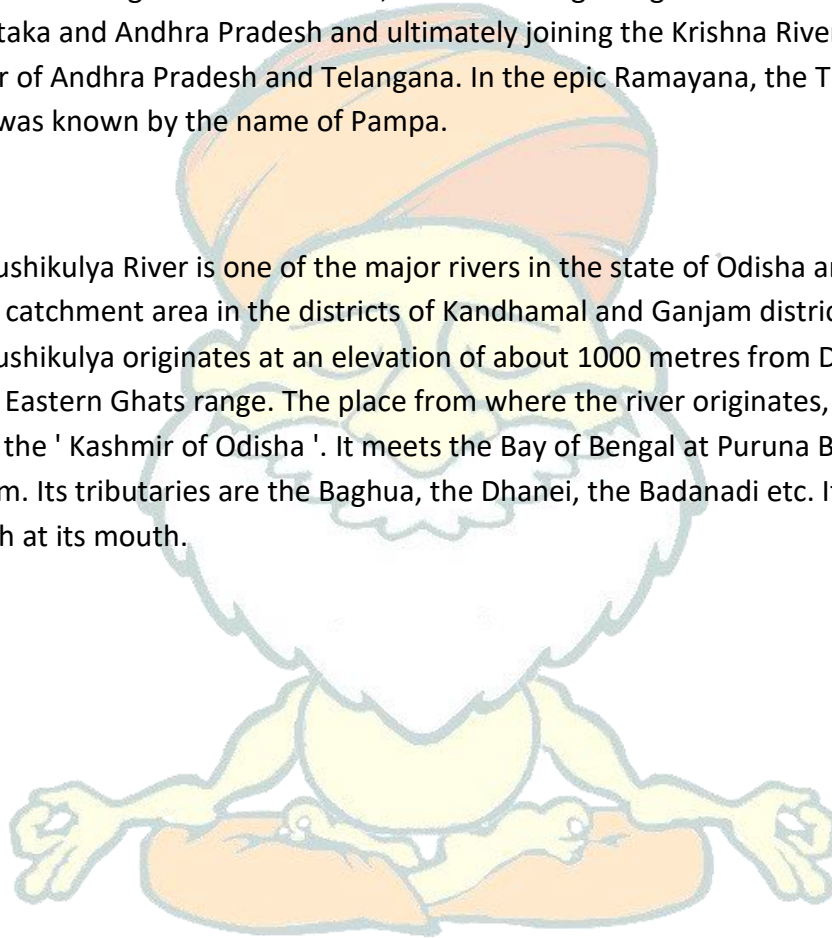 taka and Andhra Pradesh and ultimately joining the Krishna River
r of Andhra Pradesh and Telangana. In the epic Ramayana, the T
was known by the name of Pampa.
ushikulya River is one of the major rivers in the state of Odisha a
catchment area in the districts of Kandhamal and Ganjam distri
ushikulya originates at an elevation of about 1000 metres from D
Eastern Ghats range. The place from where the river originates,
the ' Kashmir of Odisha '. It meets the Bay of Bengal at Puruna B
m. Its tributaries are the Baghua, the Dhanei, the Badanadi etc. I
h at its mouth.